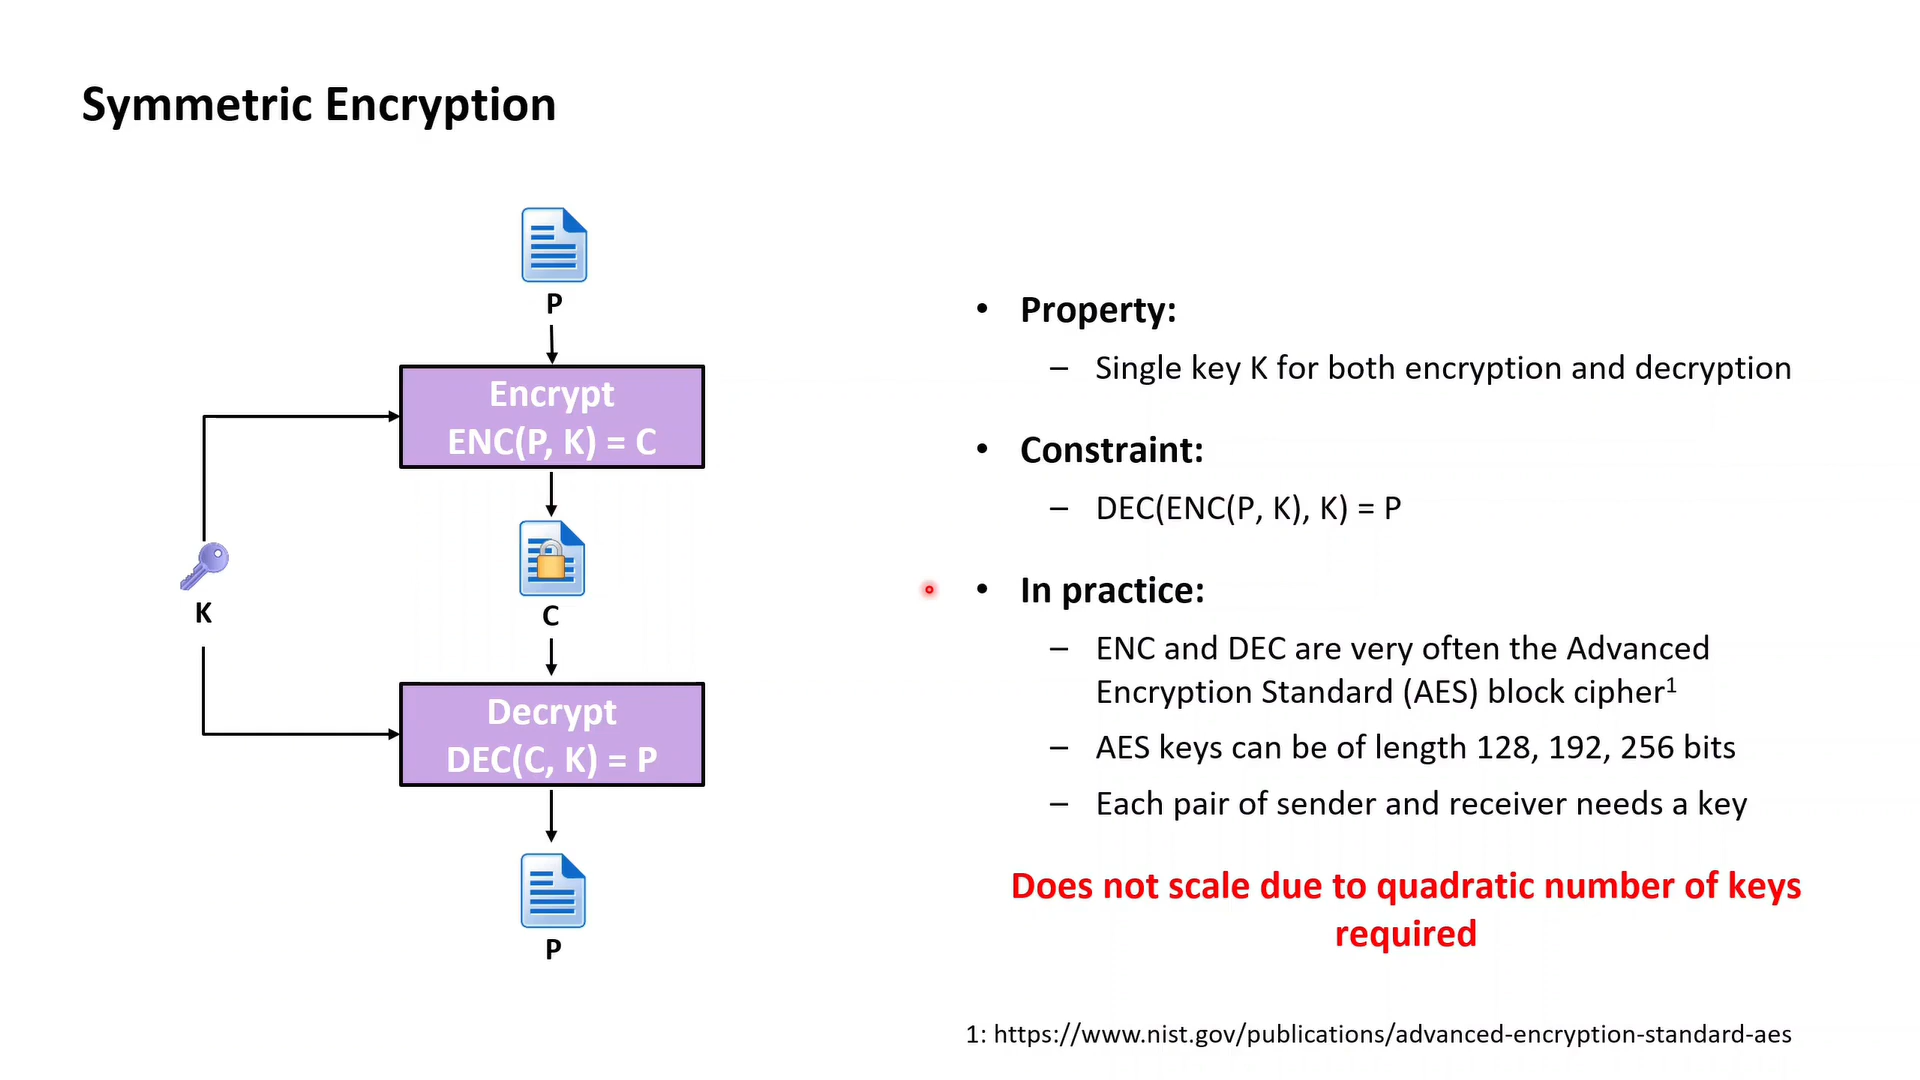 Symmetric Encryption
P
Encrypt
ENC(P, K) = C
K
C
Decrypt
DEC(C, K) = P
P
• Property:
– Single key K for both encryption and decryption
• Constraint:
– DEC(ENC(P, K), K) = P
• In practice:
– ENC and DEC are very often the Advanced
Encryption Standard (AES) block cipher¹
– AES keys can be of length 128, 192, 256 bits
– Each pair of sender and receiver needs a key
Does not scale due to quadratic number of keys
required
1: https://www.nist.gov/publications/advanced-encryption-standard-aes